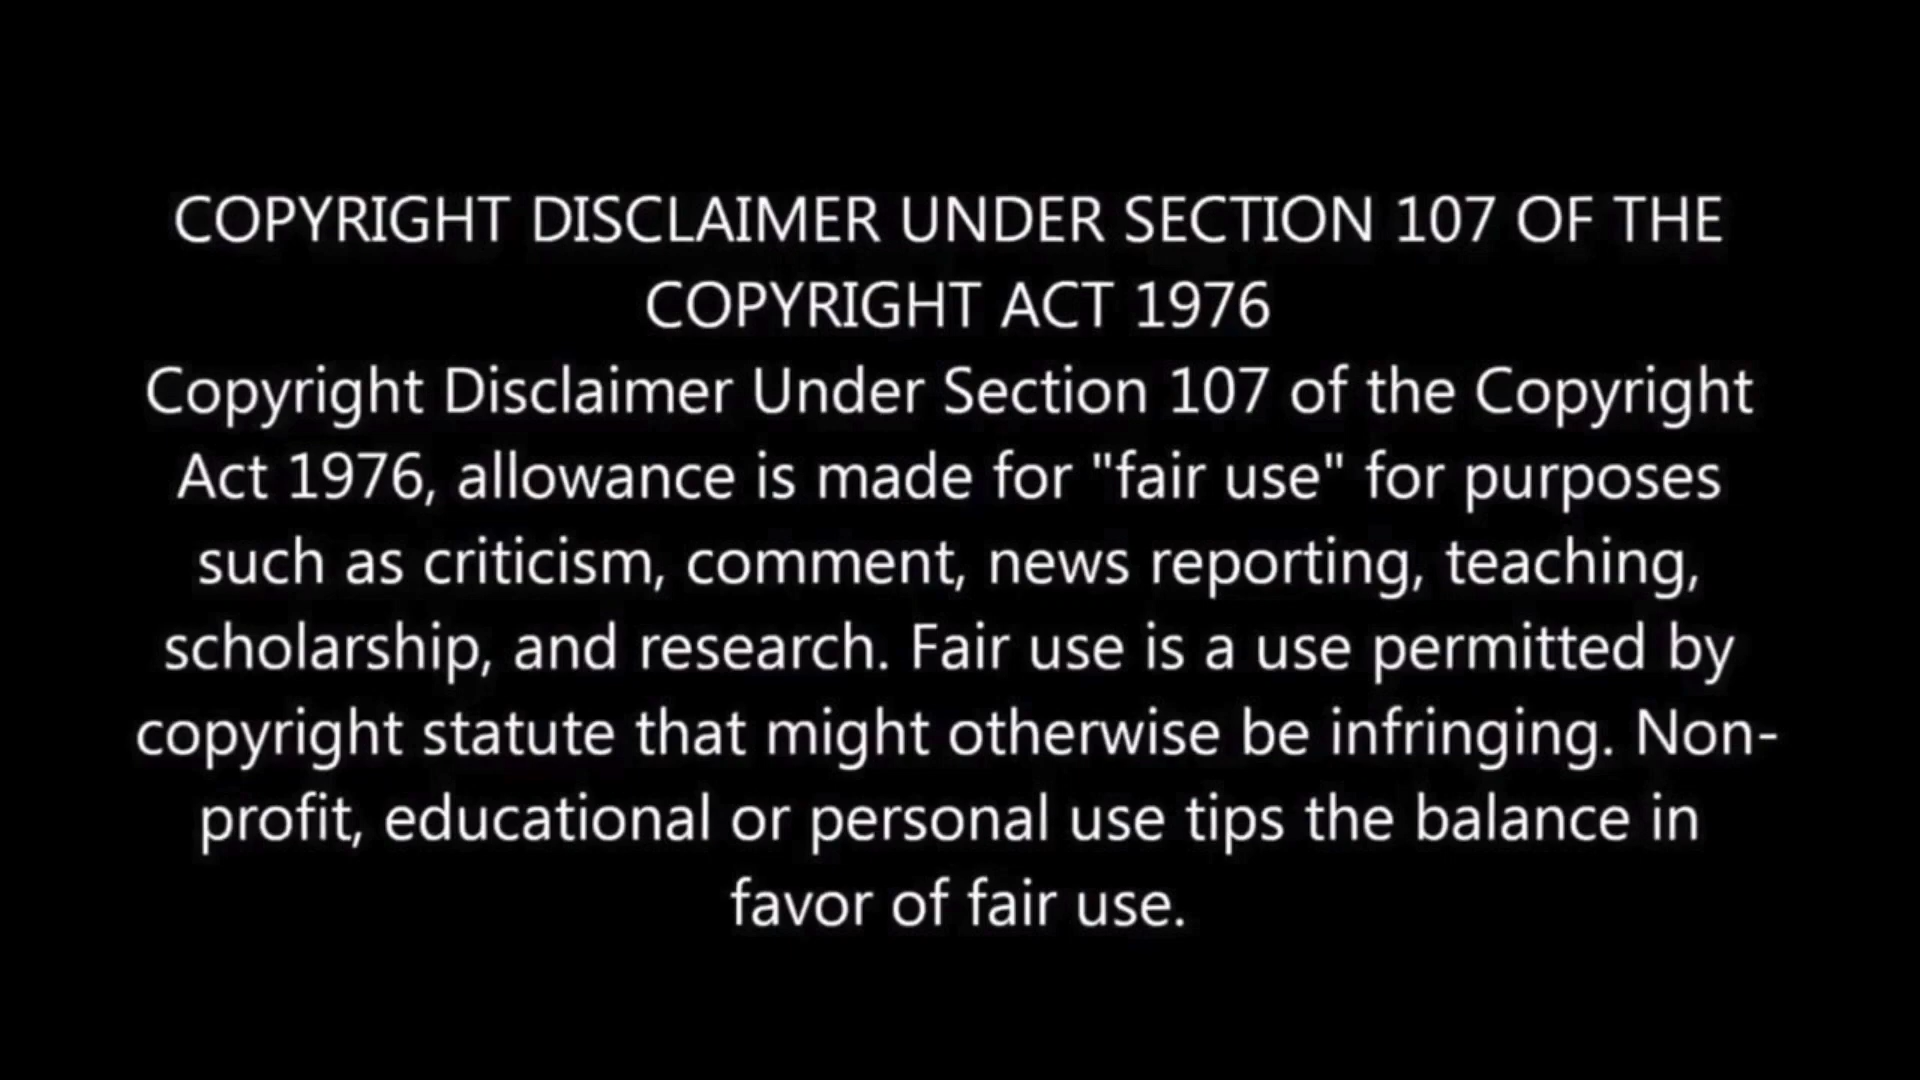 COPYRIGHT DISCLAIMER UNDER SECTION 107 OF THE
COPYRIGHT ACT 1976
Copyright Disclaimer Under Section 107 of the Copyright
Act 1976, allowance is made for "fair use" for purposes
such as criticism, comment, news reporting, teaching,
scholarship, and research. Fair use is a use permitted by
copyright statute that might otherwise be infringing. Non-
profit, educational or personal use tips the balance in
favor of fair use.